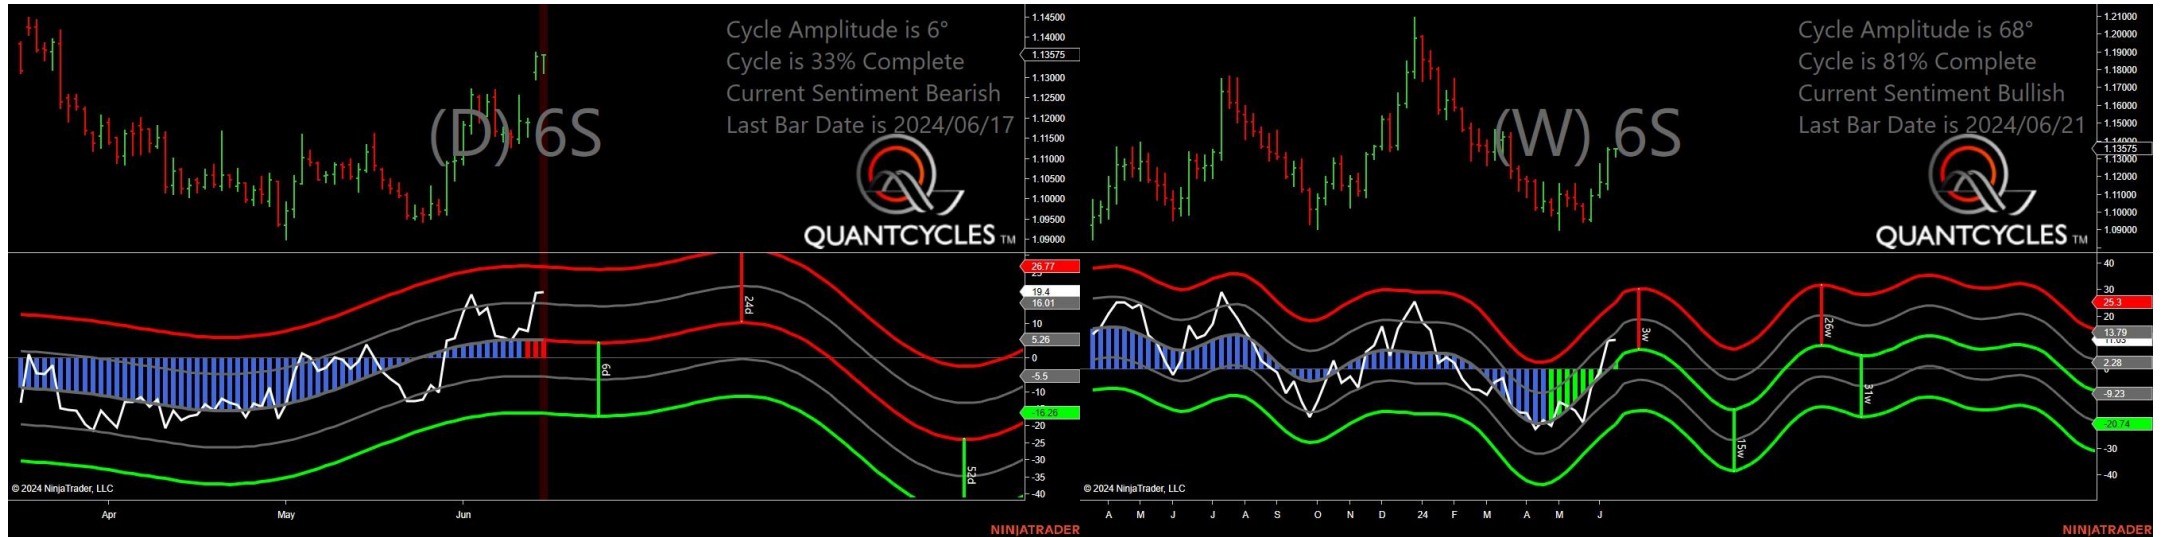 Cycle Amplitude is 6°
Cycle is 33% Complete
Current Sentiment Bearish
Last Bar Date is 2024/06/17
(D) 6S
QUANTCYCLES TM
1.14500
1.14000
1.13575
1.13000
1.12500
1.12000
1.11500
1.11000
1.10500
1.10000
1.09500
1.09000
26.77
25
19.4
16.01
10
5.26
0
-5.5
-10
-16.26
-20
-25
-30
-35
-40
24d
6d
52d
© 2024 NinjaTrader, LLC
Apr May Jun
NINJATRADER
Cycle Amplitude is 68°
Cycle is 81% Complete
Current Sentiment Bullish
Last Bar Date is 2024/06/21
(W) 6S
QUANTCYCLES TM
1.21000
1.20000
1.19000
1.18000
1.17000
1.16000
1.15000
1.13575
1.13000
1.12000
1.11000
1.10000
1.09000
40
30
25.3
20
13.79
11.03
2.28
0
-9.23
-20.74
-30
-40
3w
26w
15w
31w
© 2024 NinjaTrader, LLC
A M J J A S O N D 24 F M A M J
NINJATRADER